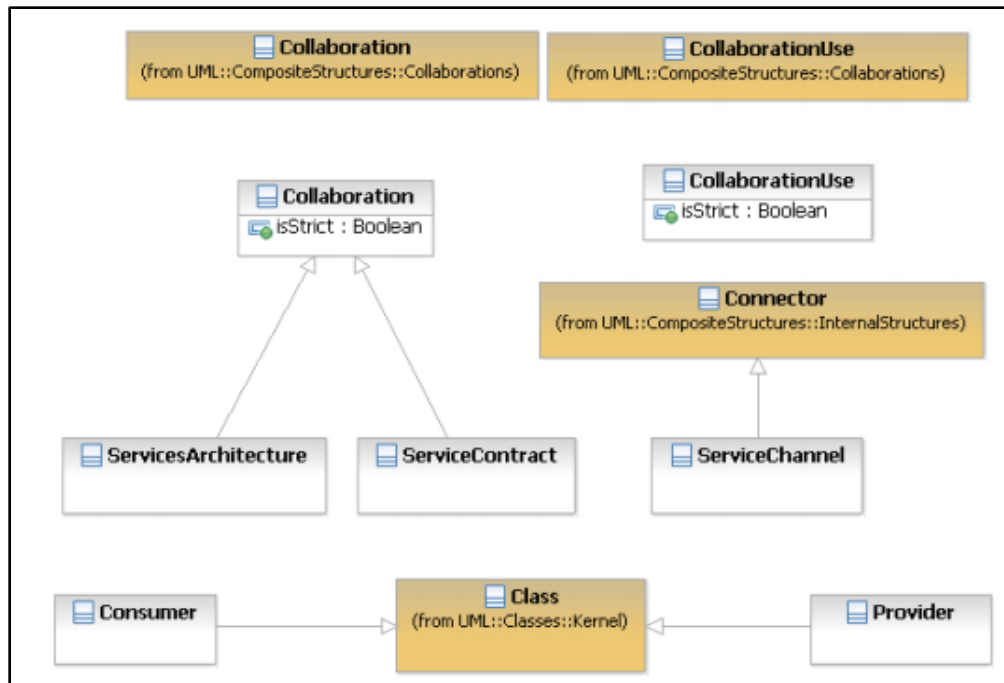 Collaboration
(from UML::CompositeStructures::Collaborations)
CollaborationUse
(from UML::CompositeStructures::Collaborations)
Collaboration
isStrict : Boolean
CollaborationUse
isStrict : Boolean
Connector
(from UML::CompositeStructures::InternalStructures)
ServicesArchitecture
ServiceContract
ServiceChannel
Consumer
Class
(from UML::Classes::Kernel)
Provider